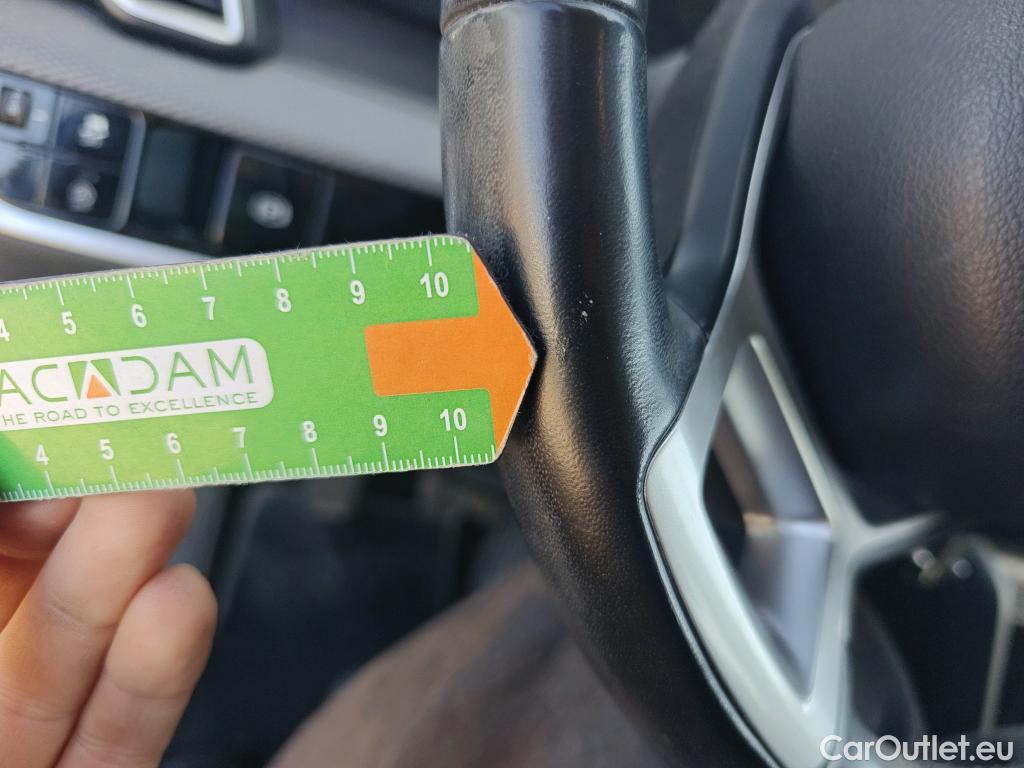 4 5 6 7 8 9 10
ACADAM
THE ROAD TO EXCELLENCE
4 5 6 7 8 9 10
CarOutlet.eu